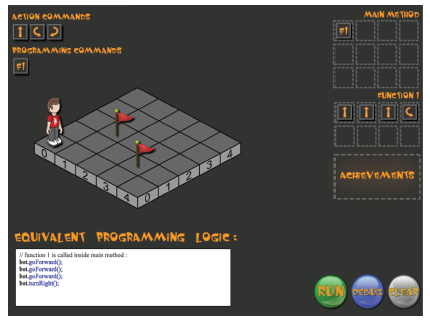 ACTION COMMANDS
PROGRAMMING COMMANDS
F1
MAIN METHOD
F1
FUNCTION 1
0 1 2 3 4 0 1 2 3 4
ACHIEVEMENTS
EQUIVALENT PROGRAMMING LOGIC :
// function 1 is called inside main method :
bot.goForward();
bot.goForward();
bot.goForward();
bot.turnRight();
RUN DEBUG CLEAR